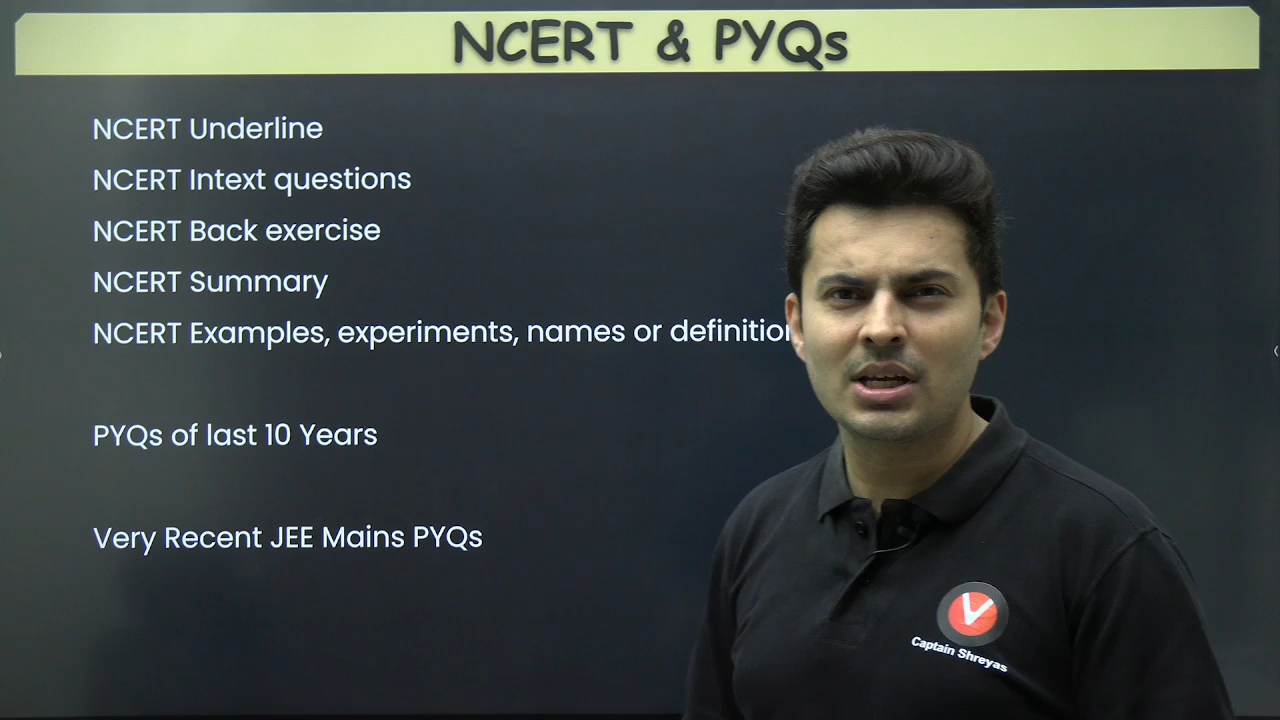 NCERT & PYQs
NCERT Underline
NCERT Intext questions
NCERT Back exercise
NCERT Summary
NCERT Examples, experiments, names or definition
PYQs of last 10 Years
Very Recent JEE Mains PYQs
V
Captain Shreyas